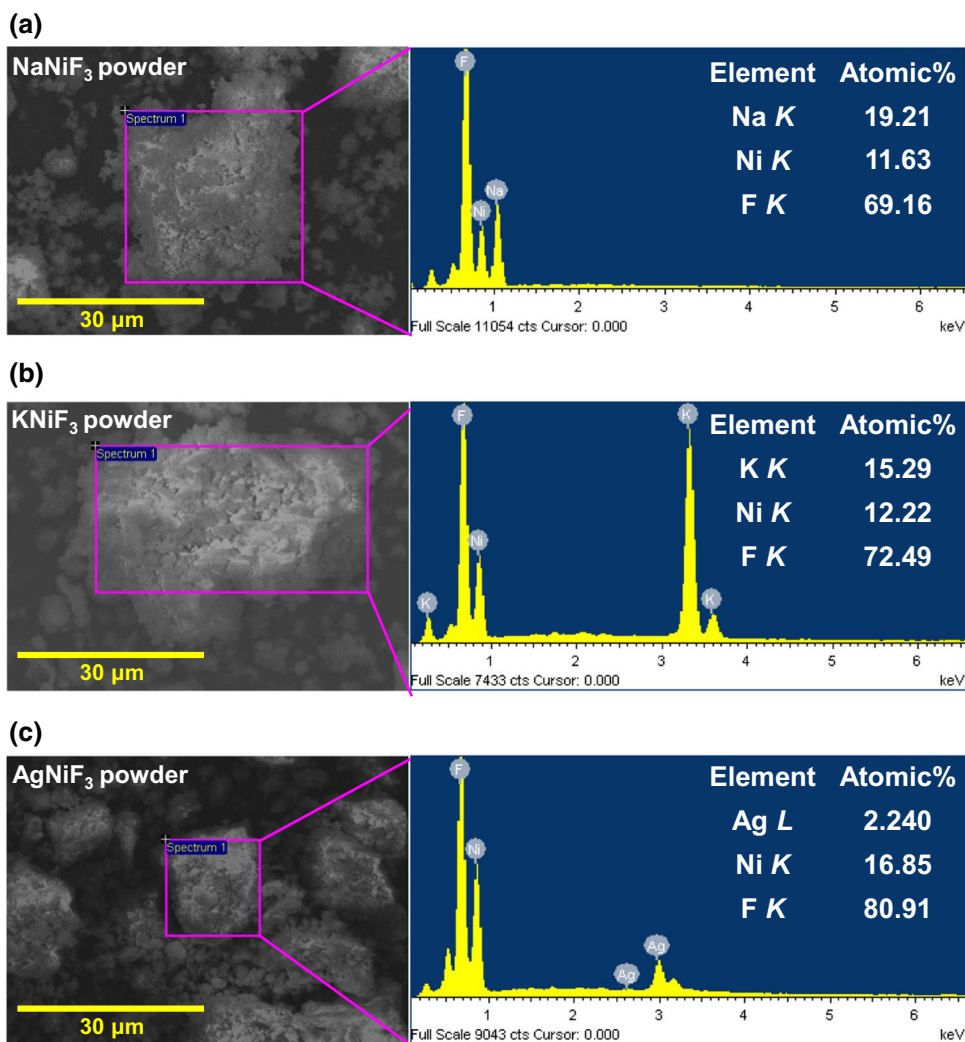 (a)
NaNiF₃ powder
Spectrum 1
30 μm
F
Ni
Na
Element Atomic%
Na K 19.21
Ni K 11.63
F K 69.16
1 2 3 4 5 6
Full Scale 11054 cts Cursor: 0.000 keV
(b)
KNiF₃ powder
Spectrum 1
30 μm
K
F
Ni
K
K
Element Atomic%
K K 15.29
Ni K 12.22
F K 72.49
1 2 3 4 5 6
Full Scale 7433 cts Cursor: 0.000 keV
(c)
AgNiF₃ powder
Spectrum 1
30 μm
F
Ni
Ag
Ag
Element Atomic%
Ag L 2.240
Ni K 16.85
F K 80.91
1 2 3 4 5 6
Full Scale 9043 cts Cursor: 0.000 keV